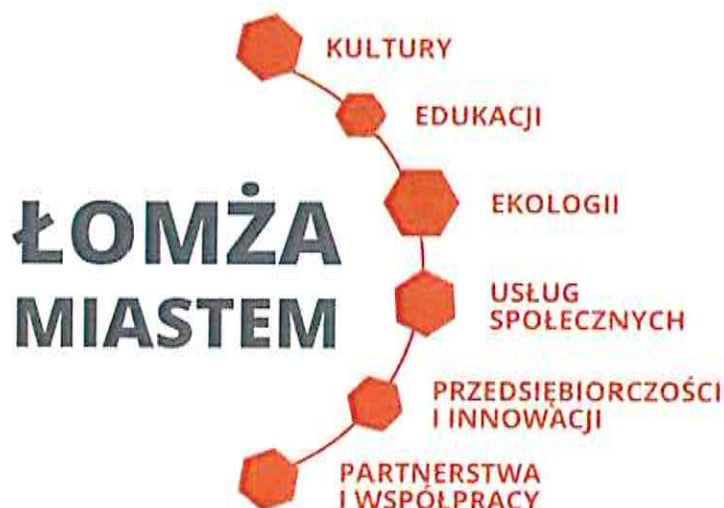 ŁOMŻA
MIASTEM
KULTURY
EDUKACJI
EKOLOGII
USŁUG
SPOŁECZNYCH
PRZEDSIĘBIORCZOŚCI
I INNOWACJI
PARTNERSTWA
I WSPÓŁPRACY